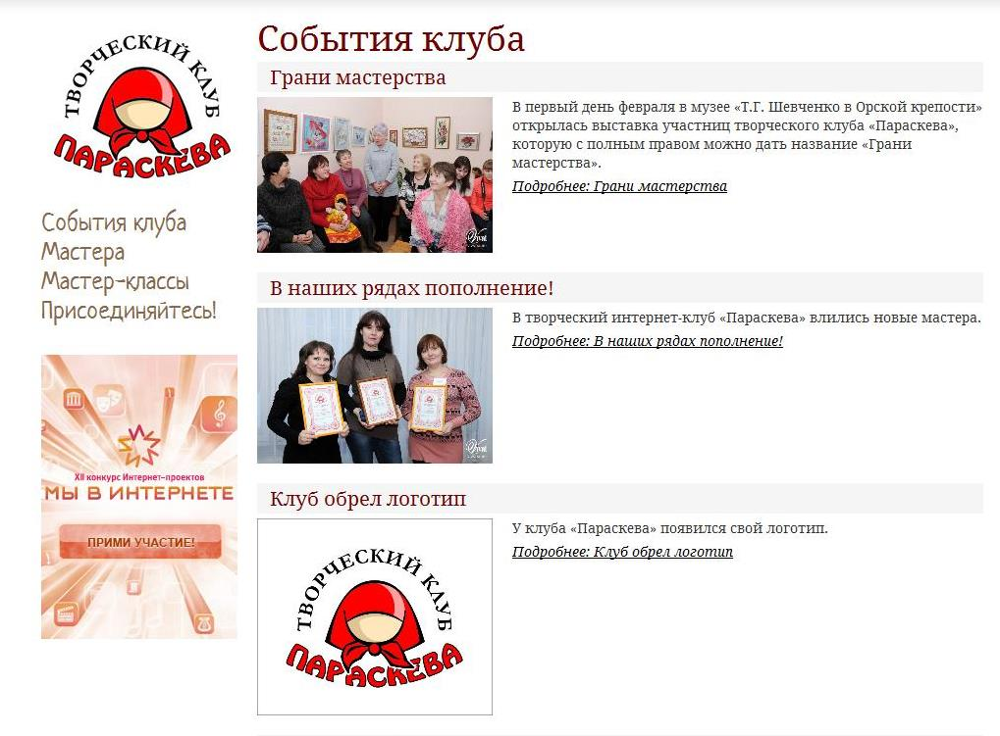 ТВОРЧЕСКИЙ КЛУБ
ПАРАСКЕВА
События клуба
Мастера
Мастер-классы
Присоединяйтесь!
XII конкурс Интернет-проектов
МЫ В ИНТЕРНЕТЕ
ПРИМИ УЧАСТИЕ!
События клуба
Грани мастерства
В первый день февраля в музее «Т.Г. Шевченко в Орской крепости»
открылась выставка участниц творческого клуба «Параскева»,
которую с полным правом можно дать название «Грани
мастерства».
Подробнее: Грани мастерства
В наших рядах пополнение!
В творческий интернет-клуб «Параскева» влились новые мастера.
Подробнее: В наших рядах пополнение!
Клуб обрел логотип
ТВОРЧЕСКИЙ КЛУБ
ПАРАСКЕВА
У клуба «Параскева» появился свой логотип.
Подробнее: Клуб обрел логотип